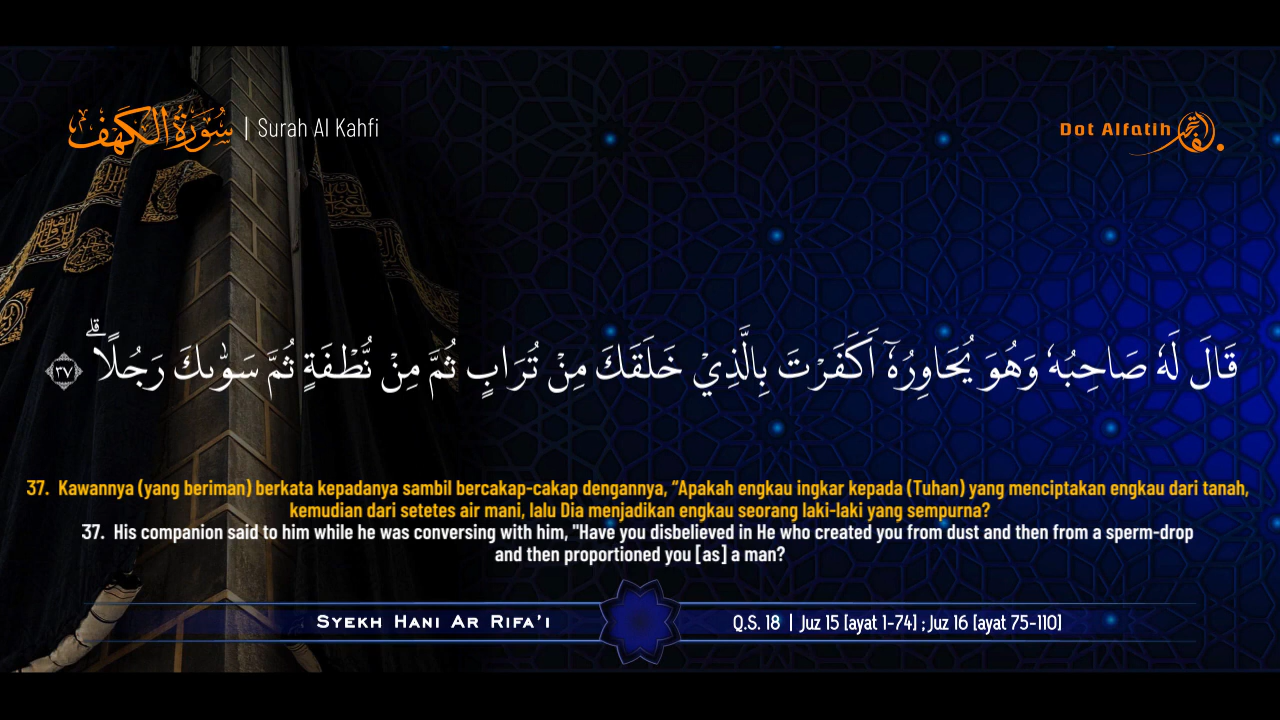 سُوْرَةُ الْكَهْف | Surah Al Kahfi
Dot Alfatih
قَالَ لَهٗ صَاحِبُهٗ وَهُوَ يُحَاوِرُهٗٓ اَكَفَرْتَ بِالَّذِيْ خَلَقَكَ مِنْ تُرَابٍ ثُمَّ مِنْ نُّطْفَةٍ ثُمَّ سَوّٰىكَ رَجُلًاۗ ٣٧
37. Kawannya (yang beriman) berkata kepadanya sambil bercakap-cakap dengannya, “Apakah engkau ingkar kepada (Tuhan) yang menciptakan engkau dari tanah,
kemudian dari setetes air mani, lalu Dia menjadikan engkau seorang laki-laki yang sempurna?
37. His companion said to him while he was conversing with him, "Have you disbelieved in He who created you from dust and then from a sperm-drop
and then proportioned you [as] a man?
Syekh Hani Ar Rifa'i
Q.S. 18 | Juz 15 [ayat 1-74] ; Juz 16 [ayat 75-110]